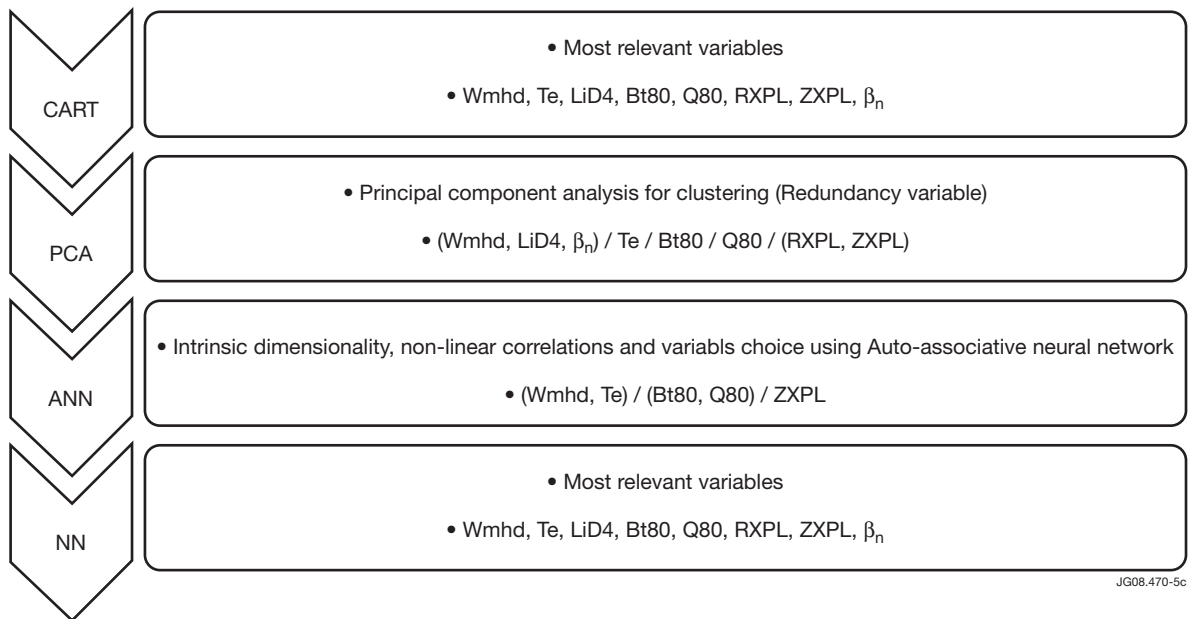 CART
• Most relevant variables
• Wmhd, Te, LiD4, Bt80, Q80, RXPL, ZXPL, βn
PCA
• Principal component analysis for clustering (Redundancy variable)
• (Wmhd, LiD4, βn) / Te / Bt80 / Q80 / (RXPL, ZXPL)
ANN
• Intrinsic dimensionality, non-linear correlations and variabls choice using Auto-associative neural network
• (Wmhd, Te) / (Bt80, Q80) / ZXPL
NN
• Most relevant variables
• Wmhd, Te, LiD4, Bt80, Q80, RXPL, ZXPL, βn
JG08.470-5c